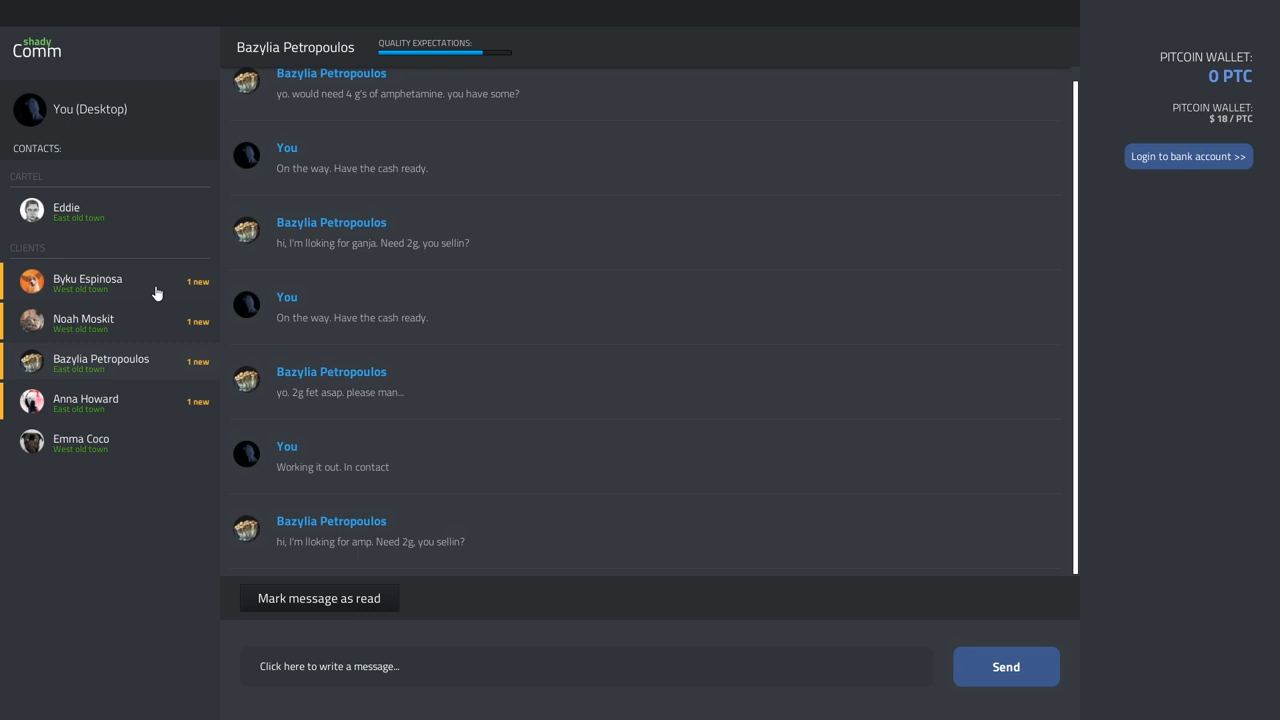 shady
Comm
You (Desktop)
CONTACTS:
CARTEL
Eddie
East old town
CLIENTS
Byku Espinosa
West old town
1 new
Noah Moskit
West old town
1 new
Bazylia Petropoulos
East old town
1 new
Anna Howard
East old town
1 new
Emma Coco
West old town
Bazylia Petropoulos
QUALITY EXPECTATIONS:
Bazylia Petropoulos
yo. would need 4 g's of amphetamine. you have some?
You
On the way. Have the cash ready.
Bazylia Petropoulos
hi, I'm lloking for ganja. Need 2g, you sellin?
You
On the way. Have the cash ready.
Bazylia Petropoulos
yo. 2g fet asap. please man...
You
Working it out. In contact
Bazylia Petropoulos
hi, I'm lloking for amp. Need 2g, you sellin?
Mark message as read
Click here to write a message...
Send
PITCOIN WALLET:
0 PTC
PITCOIN WALLET:
$ 18 / PTC
Login to bank account >>